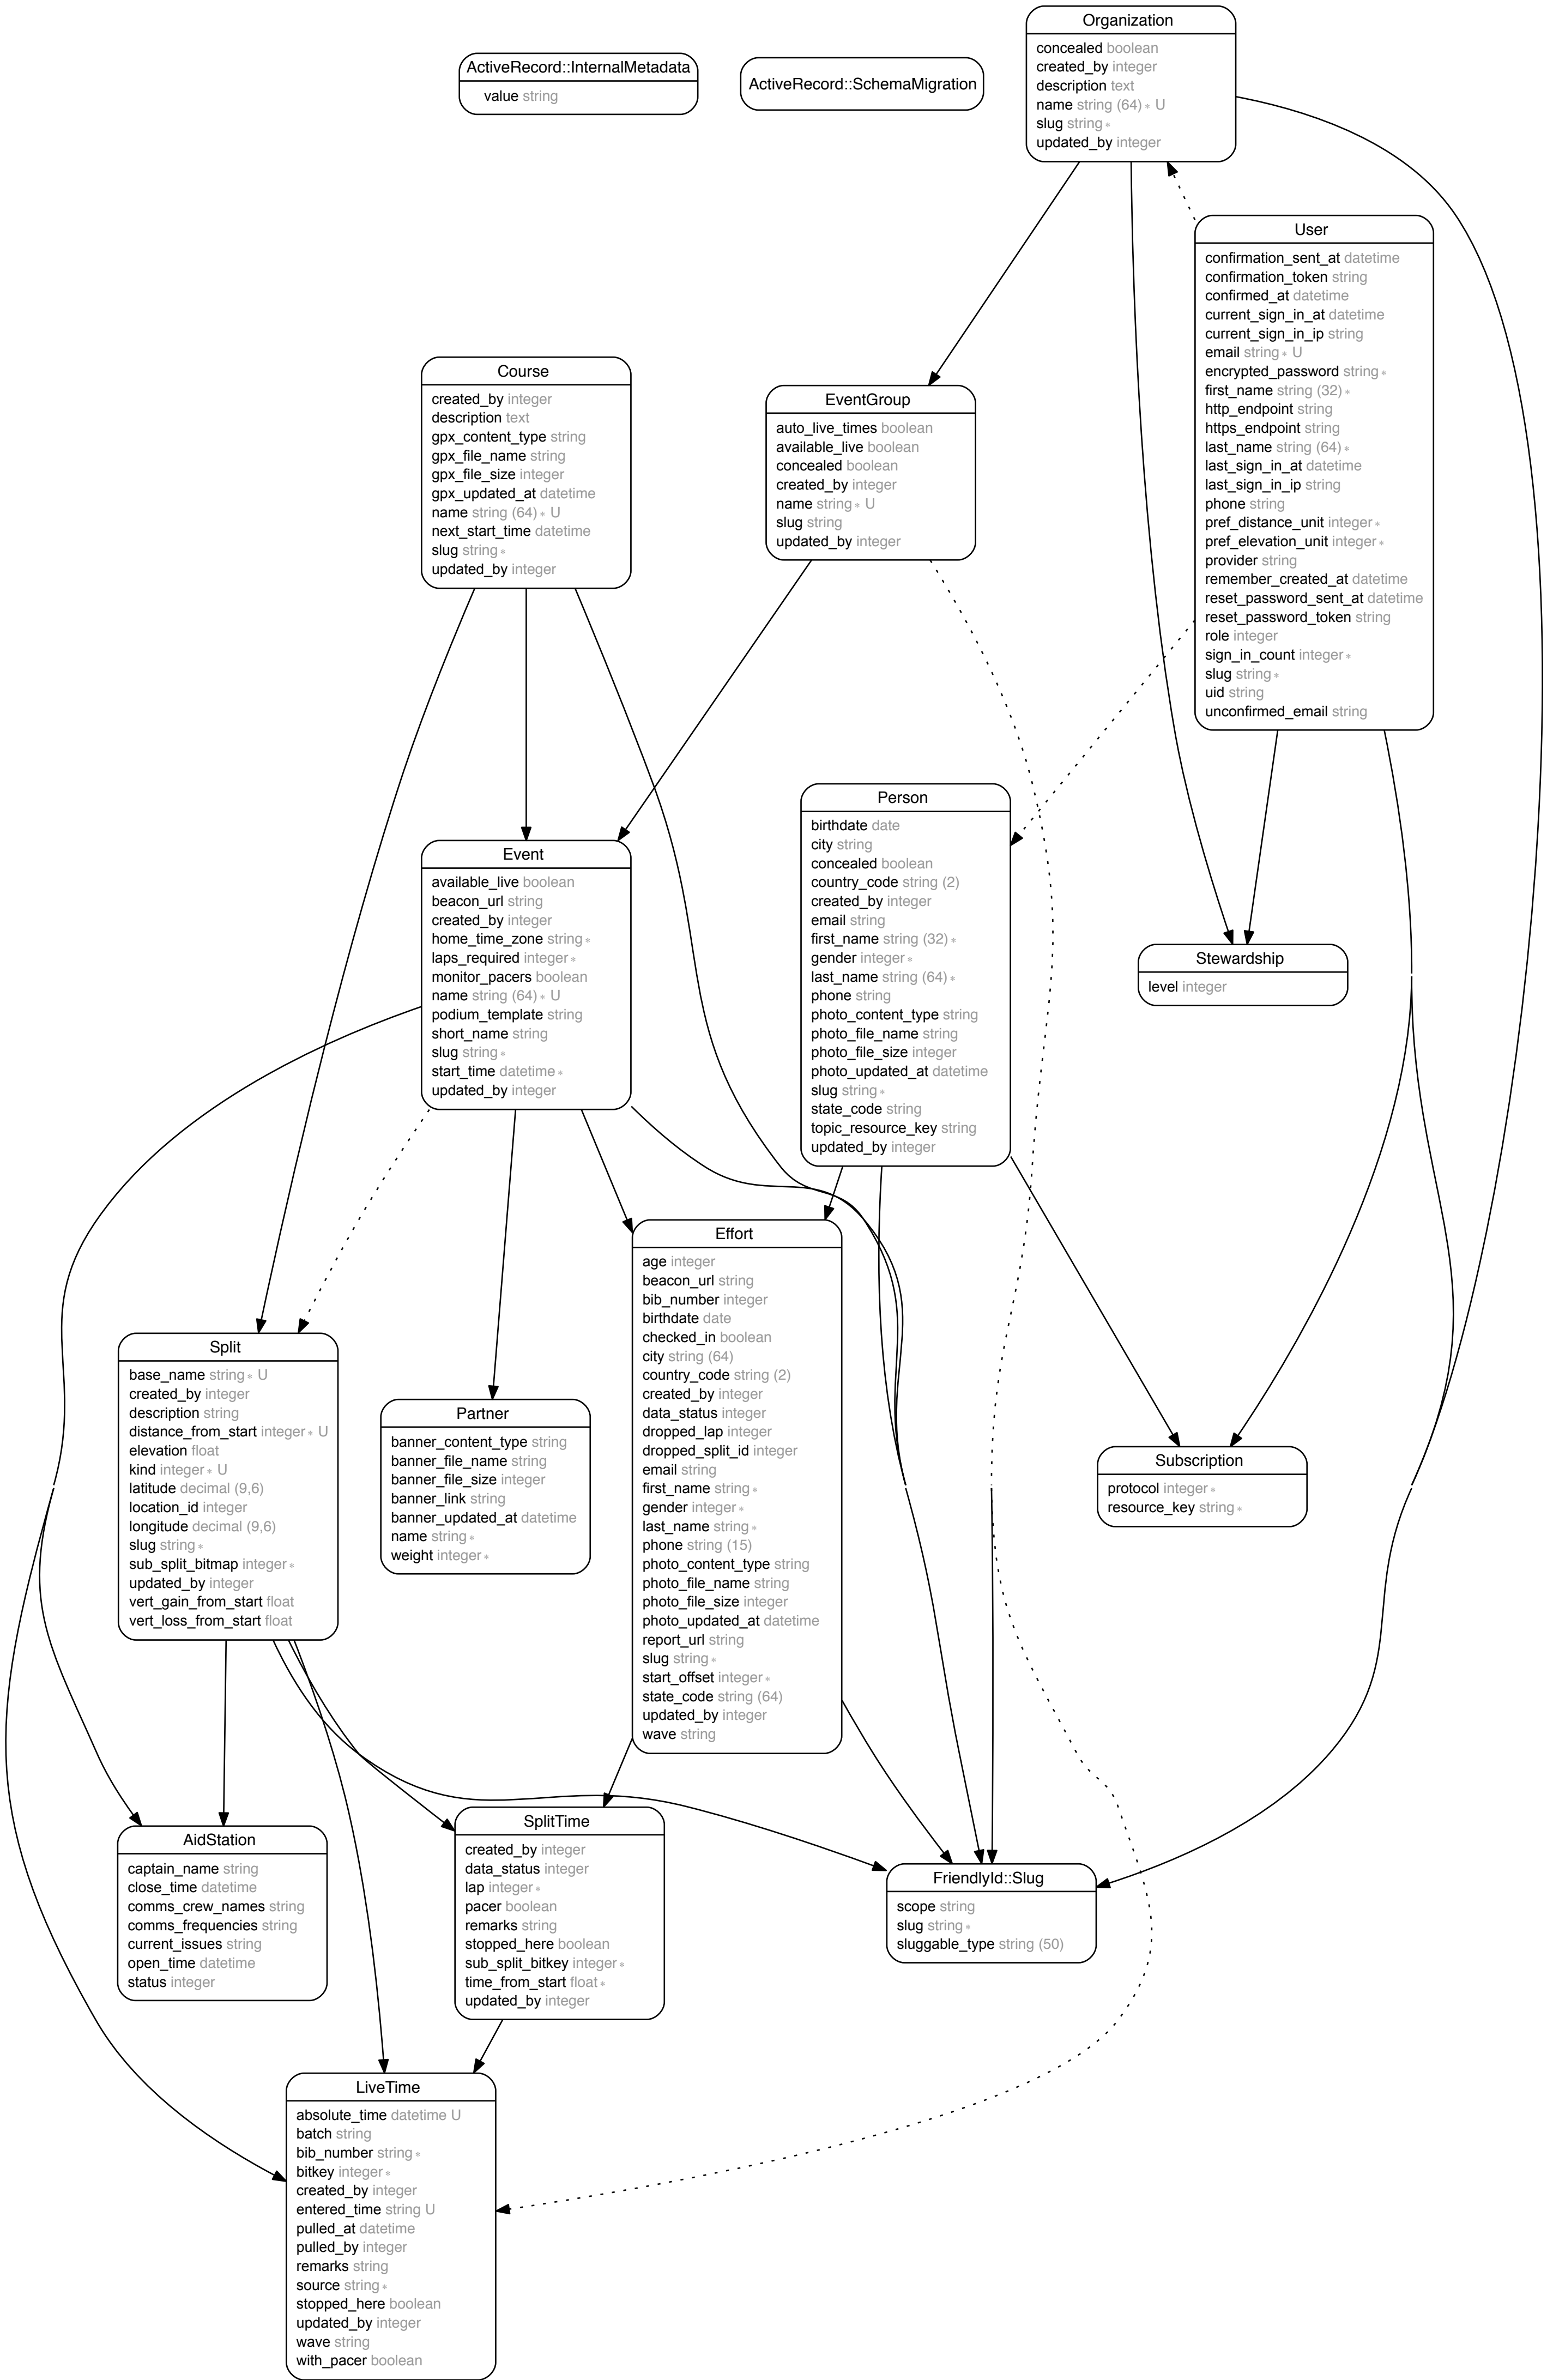 Organization
concealed boolean
created_by integer
description text
name string (64) ∗ U
slug string ∗
updated_by integer
ActiveRecord::InternalMetadata
value string
ActiveRecord::SchemaMigration
User
confirmation_sent_at datetime
confirmation_token string
confirmed_at datetime
current_sign_in_at datetime
current_sign_in_ip string
email string ∗ U
encrypted_password string ∗
first_name string (32) ∗
http_endpoint string
https_endpoint string
last_name string (64) ∗
last_sign_in_at datetime
last_sign_in_ip string
phone string
pref_distance_unit integer ∗
pref_elevation_unit integer ∗
provider string
remember_created_at datetime
reset_password_sent_at datetime
reset_password_token string
role integer
sign_in_count integer ∗
slug string ∗
uid string
unconfirmed_email string
Course
created_by integer
description text
gpx_content_type string
gpx_file_name string
gpx_file_size integer
gpx_updated_at datetime
name string (64) ∗ U
next_start_time datetime
slug string ∗
updated_by integer
EventGroup
auto_live_times boolean
available_live boolean
concealed boolean
created_by integer
name string ∗ U
slug string
updated_by integer
Person
birthdate date
city string
concealed boolean
country_code string (2)
created_by integer
email string
first_name string (32) ∗
gender integer ∗
last_name string (64) ∗
phone string
photo_content_type string
photo_file_name string
photo_file_size integer
photo_updated_at datetime
slug string ∗
state_code string
topic_resource_key string
updated_by integer
Event
available_live boolean
beacon_url string
created_by integer
home_time_zone string ∗
laps_required integer ∗
monitor_pacers boolean
name string (64) ∗ U
podium_template string
short_name string
slug string ∗
start_time datetime ∗
updated_by integer
Stewardship
level integer
Effort
age integer
beacon_url string
bib_number integer
birthdate date
checked_in boolean
city string (64)
country_code string (2)
created_by integer
data_status integer
dropped_lap integer
dropped_split_id integer
email string
first_name string ∗
gender integer ∗
last_name string ∗
phone string (15)
photo_content_type string
photo_file_name string
photo_file_size integer
photo_updated_at datetime
report_url string
slug string ∗
start_offset integer ∗
state_code string (64)
updated_by integer
wave string
Split
base_name string ∗ U
created_by integer
description string
distance_from_start integer ∗ U
elevation float
kind integer ∗ U
latitude decimal (9,6)
location_id integer
longitude decimal (9,6)
slug string ∗
sub_split_bitmap integer ∗
updated_by integer
vert_gain_from_start float
vert_loss_from_start float
Partner
banner_content_type string
banner_file_name string
banner_file_size integer
banner_link string
banner_updated_at datetime
name string ∗
weight integer ∗
Subscription
protocol integer ∗
resource_key string ∗
AidStation
captain_name string
close_time datetime
comms_crew_names string
comms_frequencies string
current_issues string
open_time datetime
status integer
SplitTime
created_by integer
data_status integer
lap integer ∗
pacer boolean
remarks string
stopped_here boolean
sub_split_bitkey integer ∗
time_from_start float ∗
updated_by integer
FriendlyId::Slug
scope string
slug string ∗
sluggable_type string (50)
LiveTime
absolute_time datetime U
batch string
bib_number string ∗
bitkey integer ∗
created_by integer
entered_time string U
pulled_at datetime
pulled_by integer
remarks string
source string ∗
stopped_here boolean
updated_by integer
wave string
with_pacer boolean